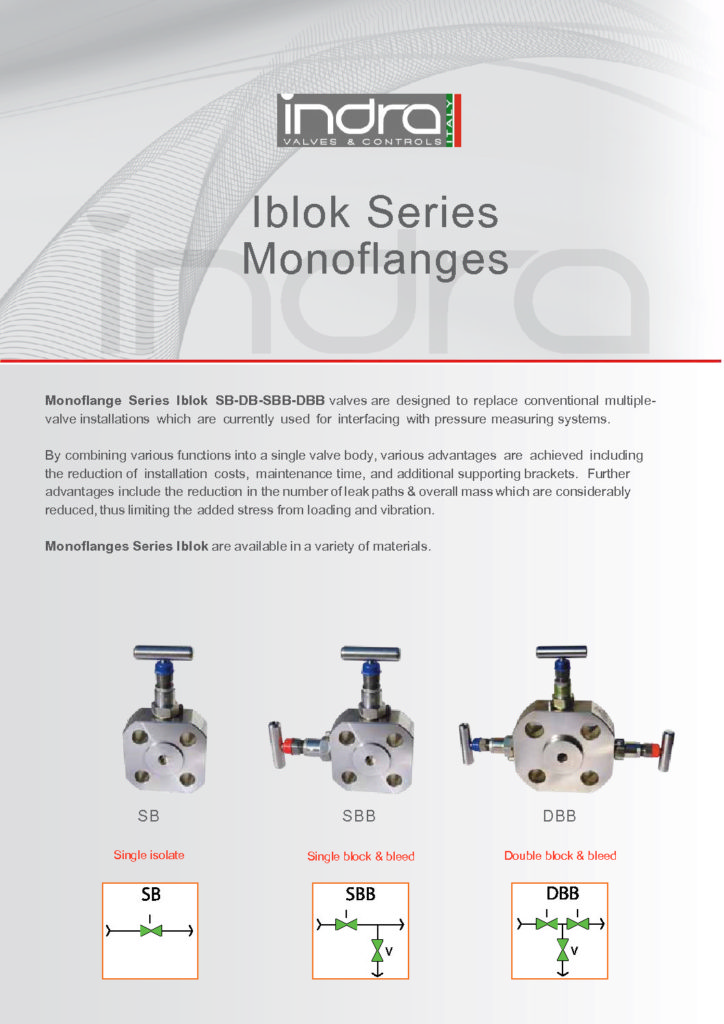 indra
VALVES & CONTROLS
ITALY
Iblok Series
Monoflanges
indra
Monoflange Series Iblok SB-DB-SBB-DBB valves are designed to replace conventional multiple-
valve installations which are currently used for interfacing with pressure measuring systems.
By combining various functions into a single valve body, various advantages are achieved including
the reduction of installation costs, maintenance time, and additional supporting brackets. Further
advantages include the reduction in the number of leak paths & overall mass which are considerably
reduced, thus limiting the added stress from loading and vibration.
Monoflanges Series Iblok are available in a variety of materials.
SB SBB DBB
Single isolate Single block & bleed Double block & bleed
SB SBB DBB
V V